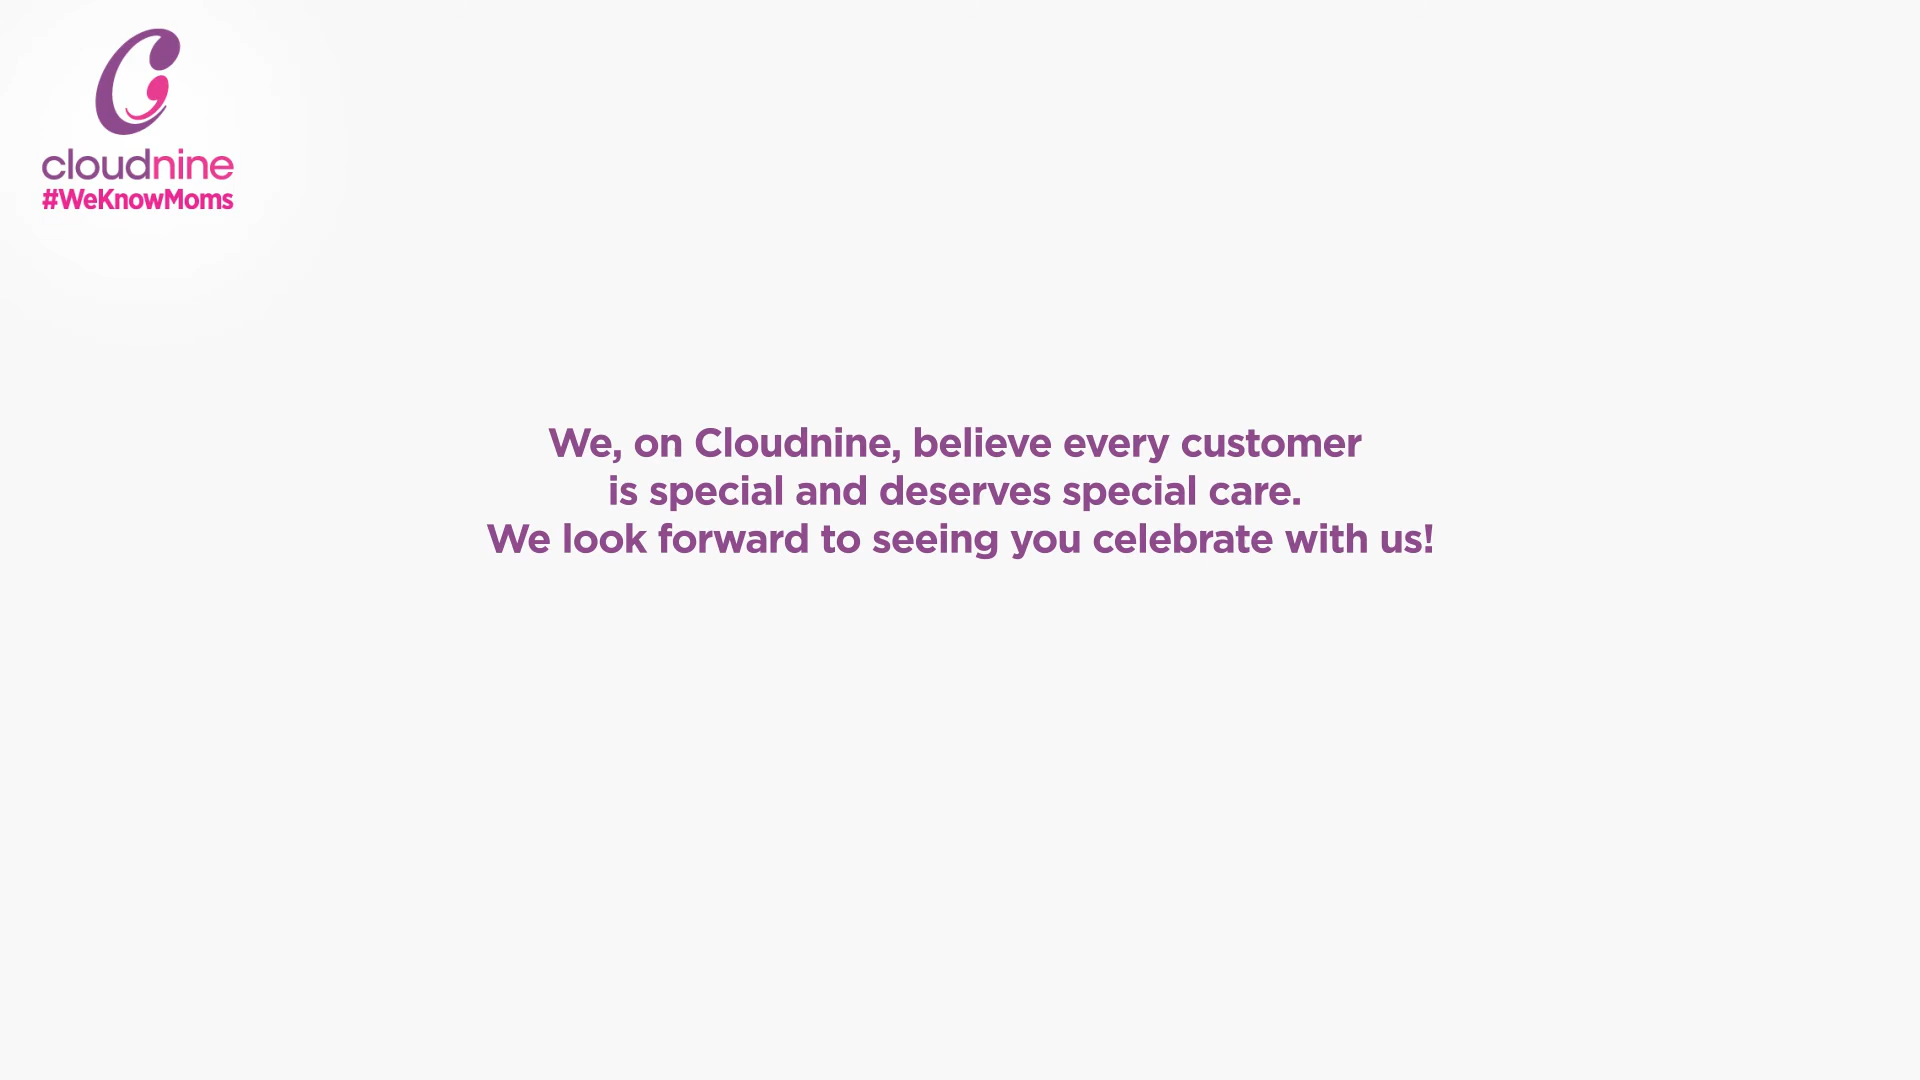 cloudnine
#WeKnowMoms
We, on Cloudnine, believe every customer
is special and deserves special care.
We look forward to seeing you celebrate with us!